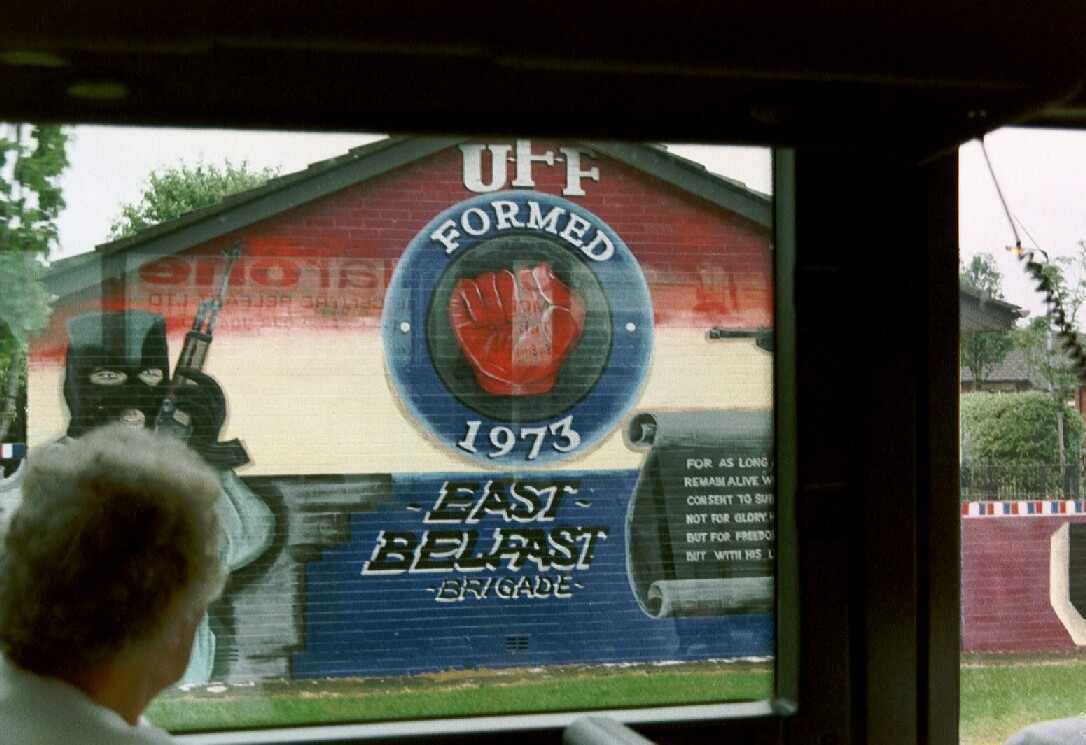 UFF
FORMED
1973
EAST
BELFAST
-BRIGADE-
FOR AS LONG
REMAIN ALIVE W
CONSENT TO SUB
NOT FOR GLORY,
BUT FOR FREEDO
BUT WITH HIS L